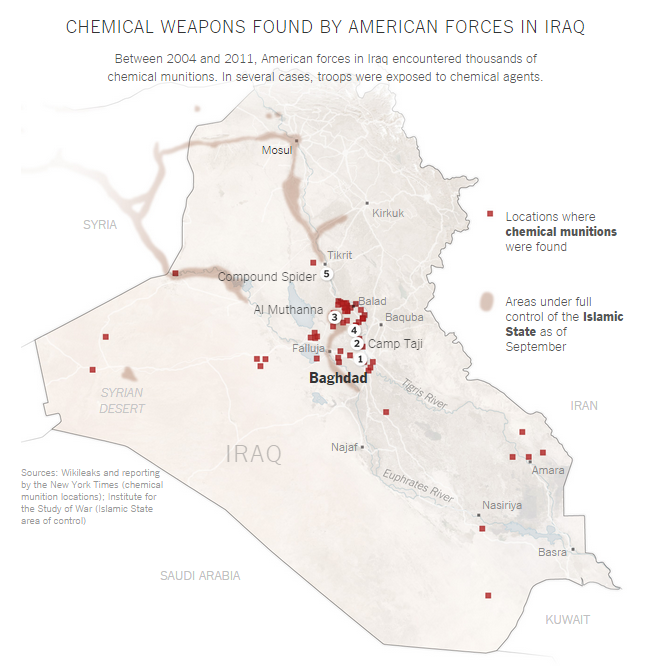 CHEMICAL WEAPONS FOUND BY AMERICAN FORCES IN IRAQ
Between 2004 and 2011, American forces in Iraq encountered thousands of
chemical munitions. In several cases, troops were exposed to chemical agents.
Mosul
Kirkuk
SYRIA
Locations where
chemical munitions
were found
Tikrit
5
Compound Spider
Areas under full
control of the Islamic
State as of
September
Balad
Al Muthanna
3
Baquba
4
Falluja
2
Camp Taji
1
Baghdad
SYRIAN
DESERT
Tigris River
IRAN
IRAQ
Najaf
Sources: Wikileaks and reporting
by the New York Times (chemical
munition locations); Institute for
the Study of War (Islamic State
area of control)
Amara
Euphrates River
Nasiriya
Basra
SAUDI ARABIA
KUWAIT